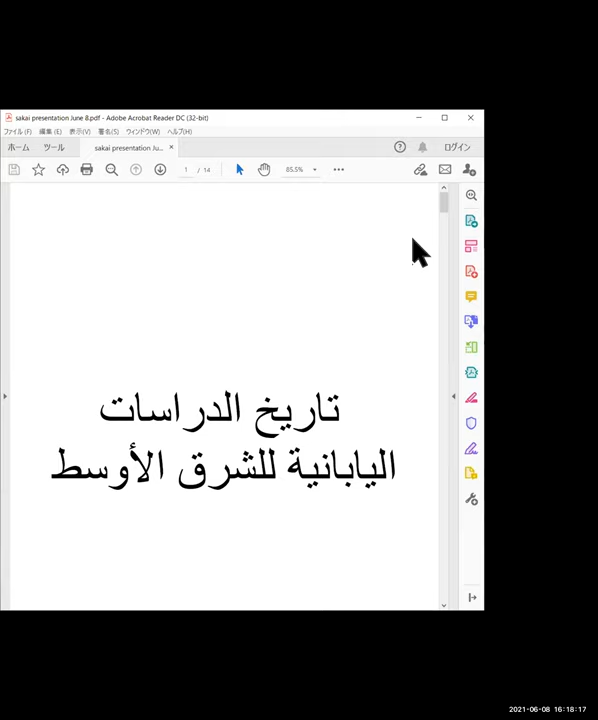 sakai presentation June 8.pdf - Adobe Acrobat Reader DC (32-bit)
ファイル(F) 編集(E) 表示(V) 署名(S) ウィンドウ(W) ヘルプ(H)
ホーム ツール sakai presentation Ju... × ログイン
1 / 14 85.5%
تاريخ الدراسات
اليابانية للشرق الأوسط
2021-06-08 16:18:17